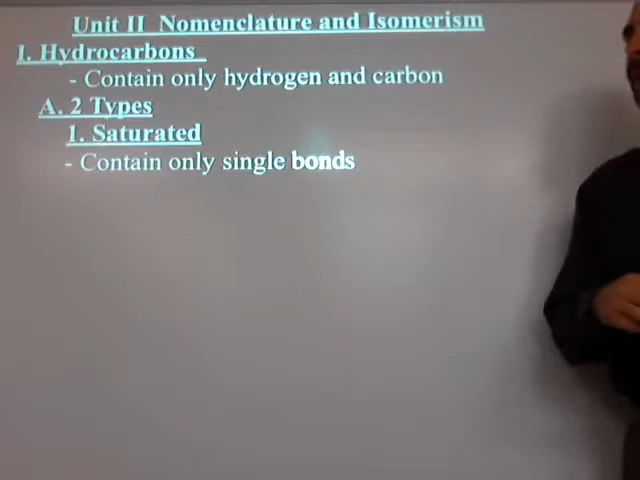 Unit II Nomenclature and Isomerism
I. Hydrocarbons
- Contain only hydrogen and carbon
A. 2 Types
1. Saturated
- Contain only single bonds